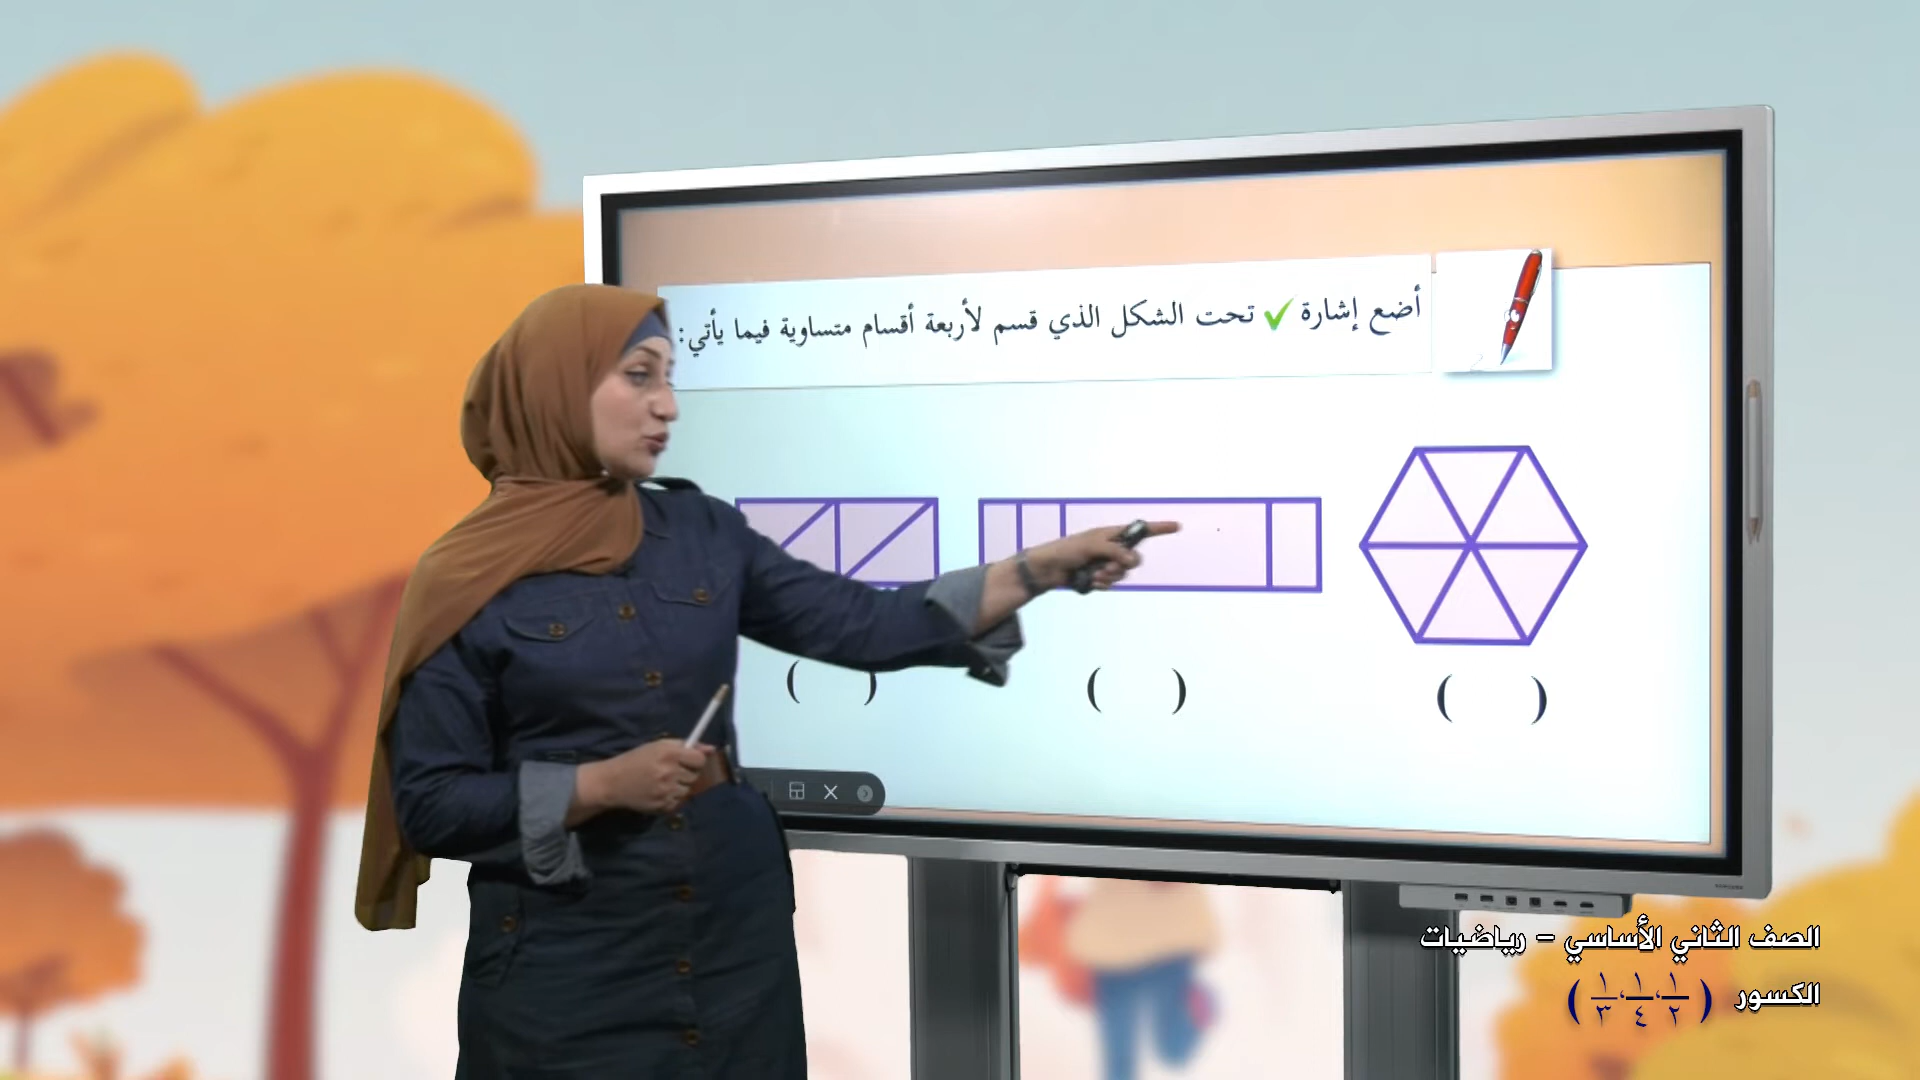 أضع إشارة ✓ تحت الشكل الذي قسم لأربعة أقسام متساوية فيما يأتي:
( ) ( ) ( )
الصف الثاني الأساسي - رياضيات
الكسور (١/٢، ١/٤، ١/٣)